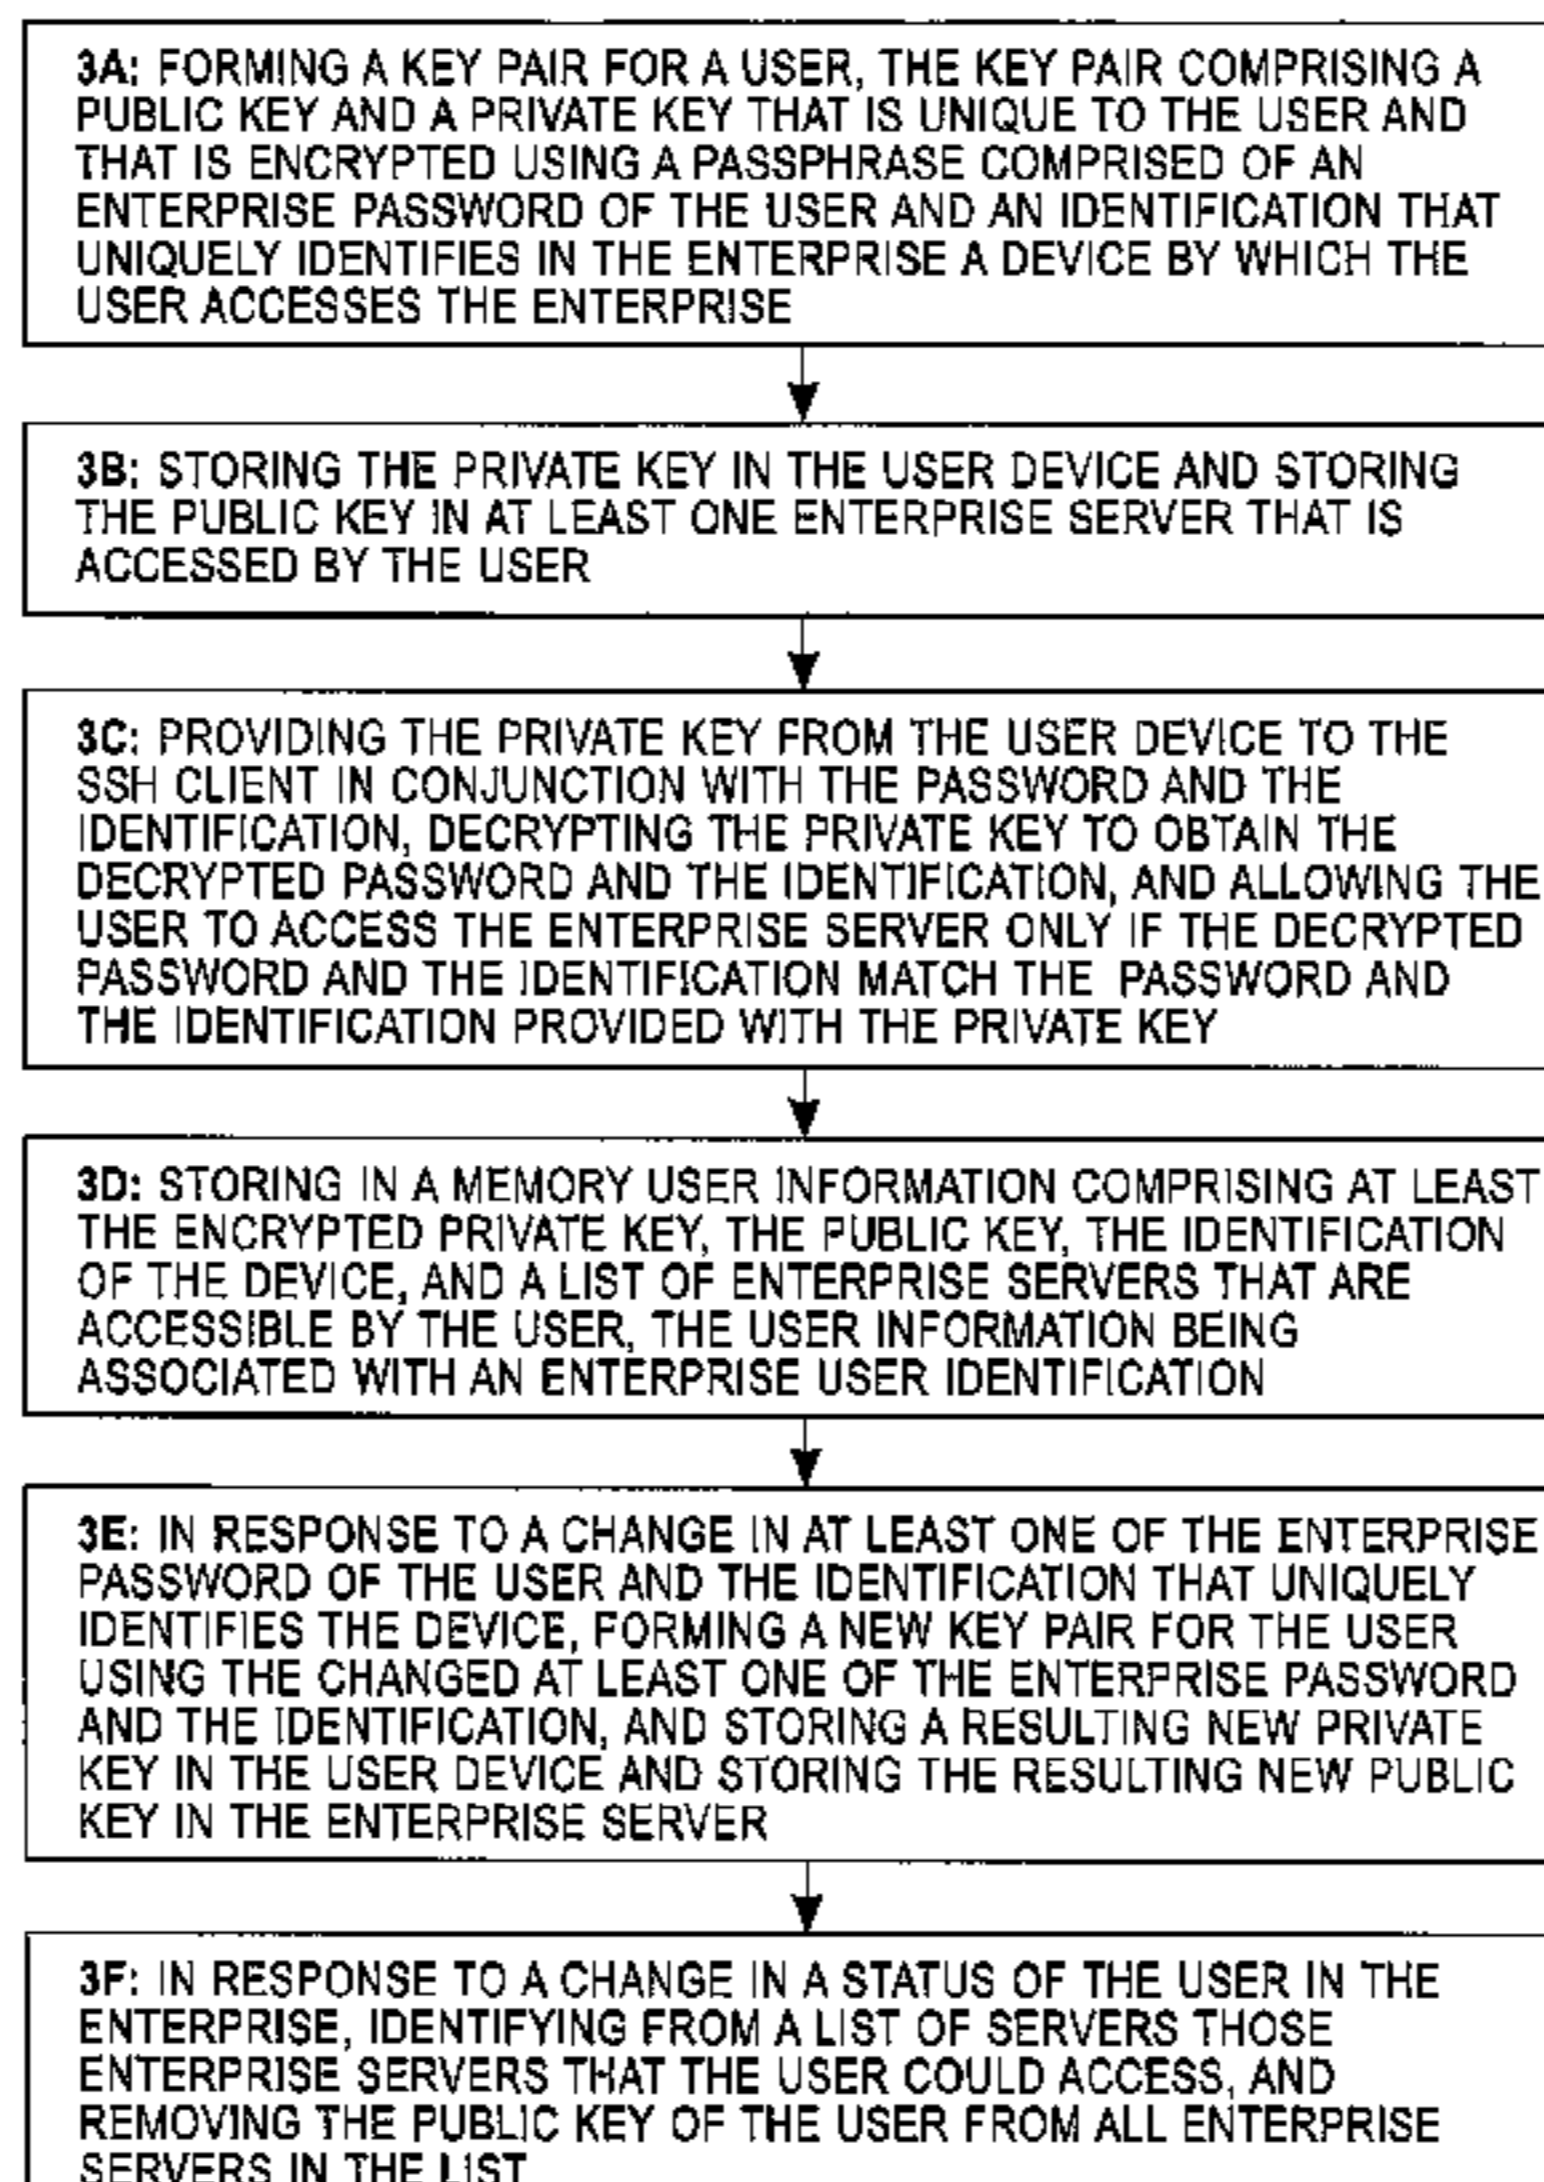 3A: FORMING A KEY PAIR FOR A USER, THE KEY PAIR COMPRISING A
PUBLIC KEY AND A PRIVATE KEY THAT IS UNIQUE TO THE USER AND
THAT IS ENCRYPTED USING A PASSPHRASE COMPRISED OF AN
ENTERPRISE PASSWORD OF THE USER AND AN IDENTIFICATION THAT
UNIQUELY IDENTIFIES IN THE ENTERPRISE A DEVICE BY WHICH THE
USER ACCESSES THE ENTERPRISE
3B: STORING THE PRIVATE KEY IN THE USER DEVICE AND STORING
THE PUBLIC KEY IN AT LEAST ONE ENTERPRISE SERVER THAT IS
ACCESSED BY THE USER
3C: PROVIDING THE PRIVATE KEY FROM THE USER DEVICE TO THE
SSH CLIENT IN CONJUNCTION WITH THE PASSWORD AND THE
IDENTIFICATION, DECRYPTING THE PRIVATE KEY TO OBTAIN THE
DECRYPTED PASSWORD AND THE IDENTIFICATION, AND ALLOWING THE
USER TO ACCESS THE ENTERPRISE SERVER ONLY IF THE DECRYPTED
PASSWORD AND THE IDENTIFICATION MATCH THE PASSWORD AND
THE IDENTIFICATION PROVIDED WITH THE PRIVATE KEY
3D: STORING IN A MEMORY USER INFORMATION COMPRISING AT LEAST
THE ENCRYPTED PRIVATE KEY, THE PUBLIC KEY, THE IDENTIFICATION
OF THE DEVICE, AND A LIST OF ENTERPRISE SERVERS THAT ARE
ACCESSIBLE BY THE USER, THE USER INFORMATION BEING
ASSOCIATED WITH AN ENTERPRISE USER IDENTIFICATION
3E: IN RESPONSE TO A CHANGE IN AT LEAST ONE OF THE ENTERPRISE
PASSWORD OF THE USER AND THE IDENTIFICATION THAT UNIQUELY
IDENTIFIES THE DEVICE, FORMING A NEW KEY PAIR FOR THE USER
USING THE CHANGED AT LEAST ONE OF THE ENTERPRISE PASSWORD
AND THE IDENTIFICATION, AND STORING A RESULTING NEW PRIVATE
KEY IN THE USER DEVICE AND STORING THE RESULTING NEW PUBLIC
KEY IN THE ENTERPRISE SERVER
3F: IN RESPONSE TO A CHANGE IN A STATUS OF THE USER IN THE
ENTERPRISE, IDENTIFYING FROM A LIST OF SERVERS THOSE
ENTERPRISE SERVERS THAT THE USER COULD ACCESS, AND
REMOVING THE PUBLIC KEY OF THE USER FROM ALL ENTERPRISE
SERVERS IN THE LIST